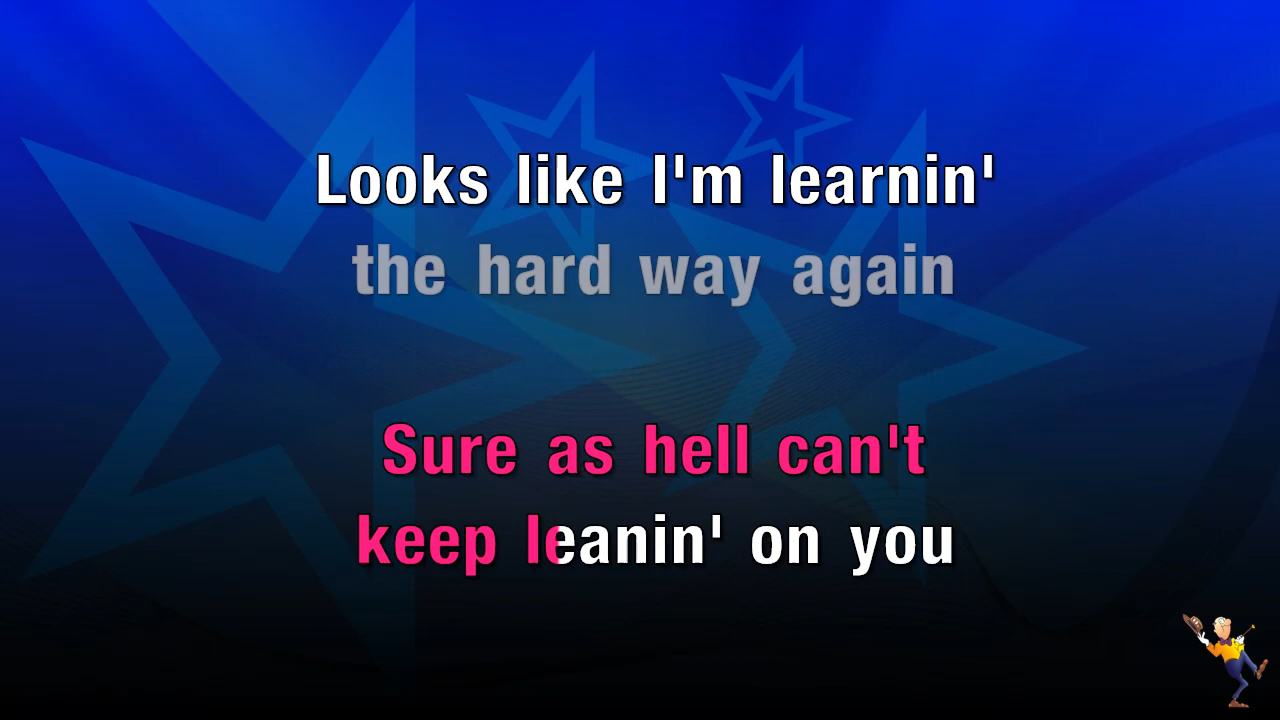 Looks like I'm learnin'
the hard way again
Sure as hell can't
keep leanin' on you